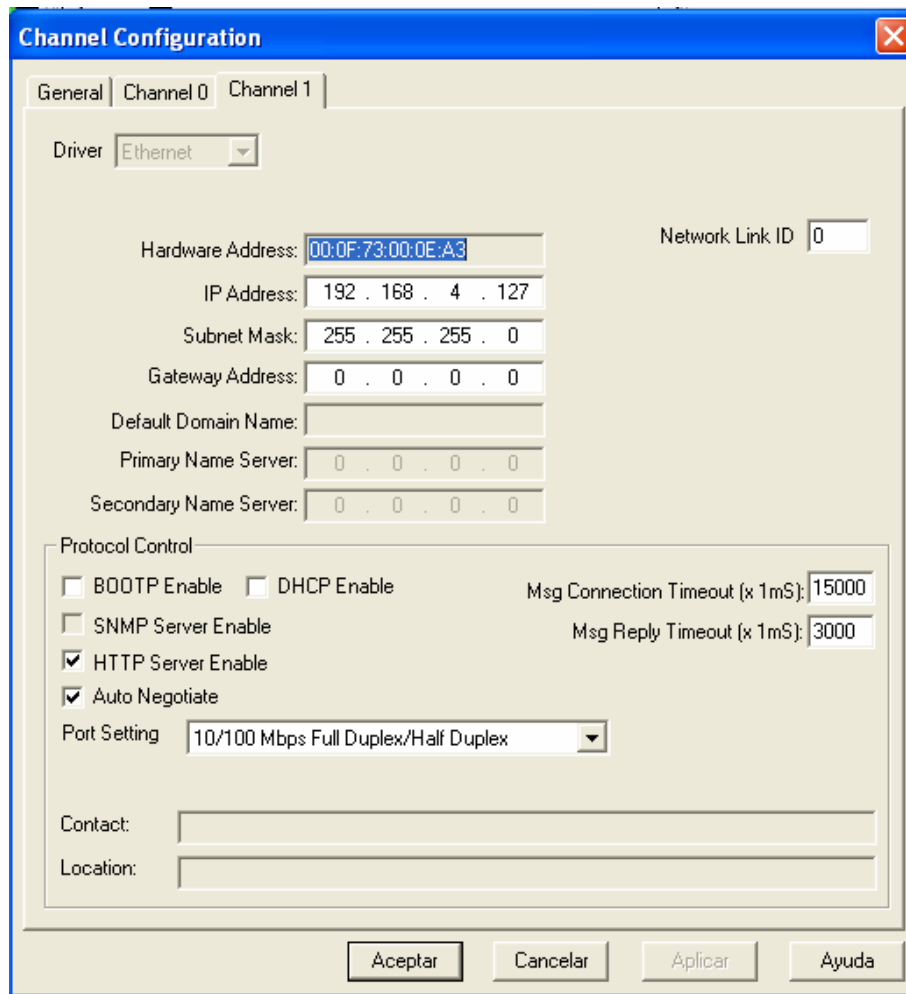 Channel Configuration
General Channel 0 Channel 1
Driver Ethernet
Hardware Address: 00:0F:73:00:0E:A3 Network Link ID 0
IP Address: 192 . 168 . 4 . 127
Subnet Mask: 255 . 255 . 255 . 0
Gateway Address: 0 . 0 . 0 . 0
Default Domain Name:
Primary Name Server: 0 . 0 . 0 . 0
Secondary Name Server: 0 . 0 . 0 . 0
Protocol Control
BOOTP Enable DHCP Enable Msg Connection Timeout (x 1mS): 15000
SNMP Server Enable Msg Reply Timeout (x 1mS): 3000
HTTP Server Enable
Auto Negotiate
Port Setting 10/100 Mbps Full Duplex/Half Duplex
Contact:
Location:
Aceptar Cancelar Aplicar Ayuda